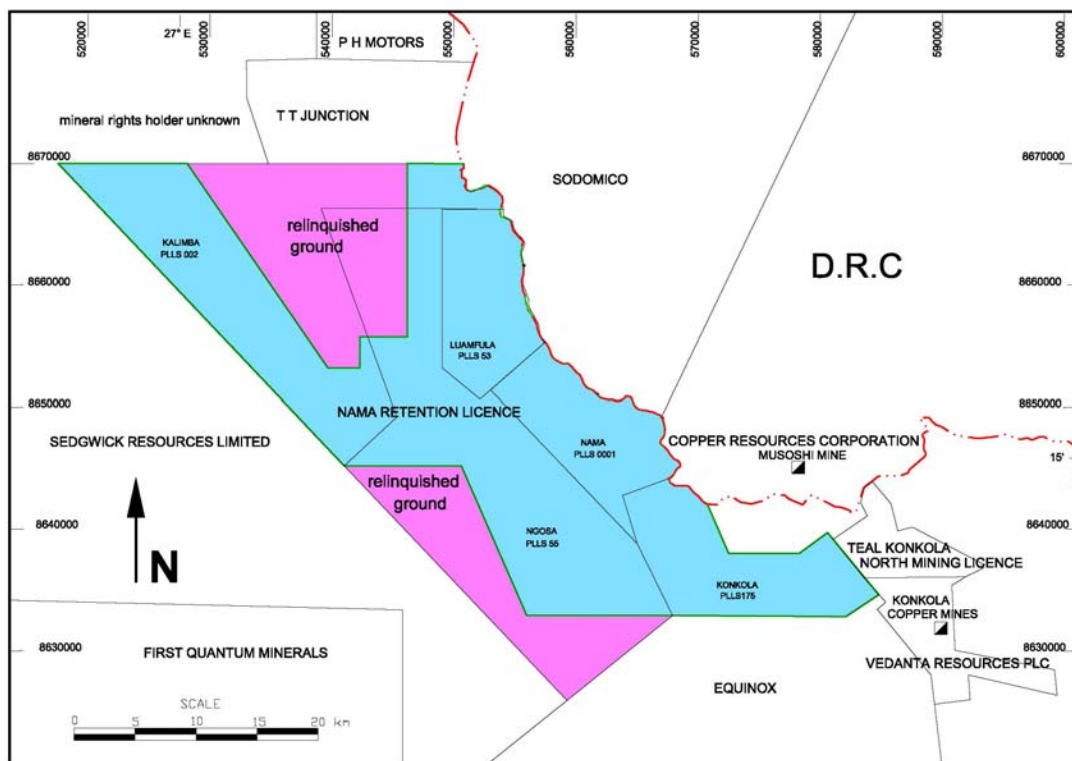 520000
27° E
530000
540000
550000
560000
570000
580000
590000
600000
P H MOTORS
T T JUNCTION
mineral rights holder unknown
8670000
8670000
SODOMICO
relinquished
ground
KALIMBA
PLLS 002
D.R.C
8660000
8660000
LUAMFULA
PLLS 53
8650000
8650000
NAMA RETENTION LICENCE
SEDGWICK RESOURCES LIMITED
NAMA
PLLS 0001
COPPER RESOURCES CORPORATION
MUSOSHI MINE
15'
relinquished
ground
8640000
8640000
N
NGOSA
PLLS 55
TEAL KONKOLA
NORTH MINING LICENCE
KONKOLA
PLLS175
KONKOLA
COPPER MINES
8630000
8630000
FIRST QUANTUM MINERALS
VEDANTA RESOURCES PLC
EQUINOX
SCALE
0 5 10 15 20 km